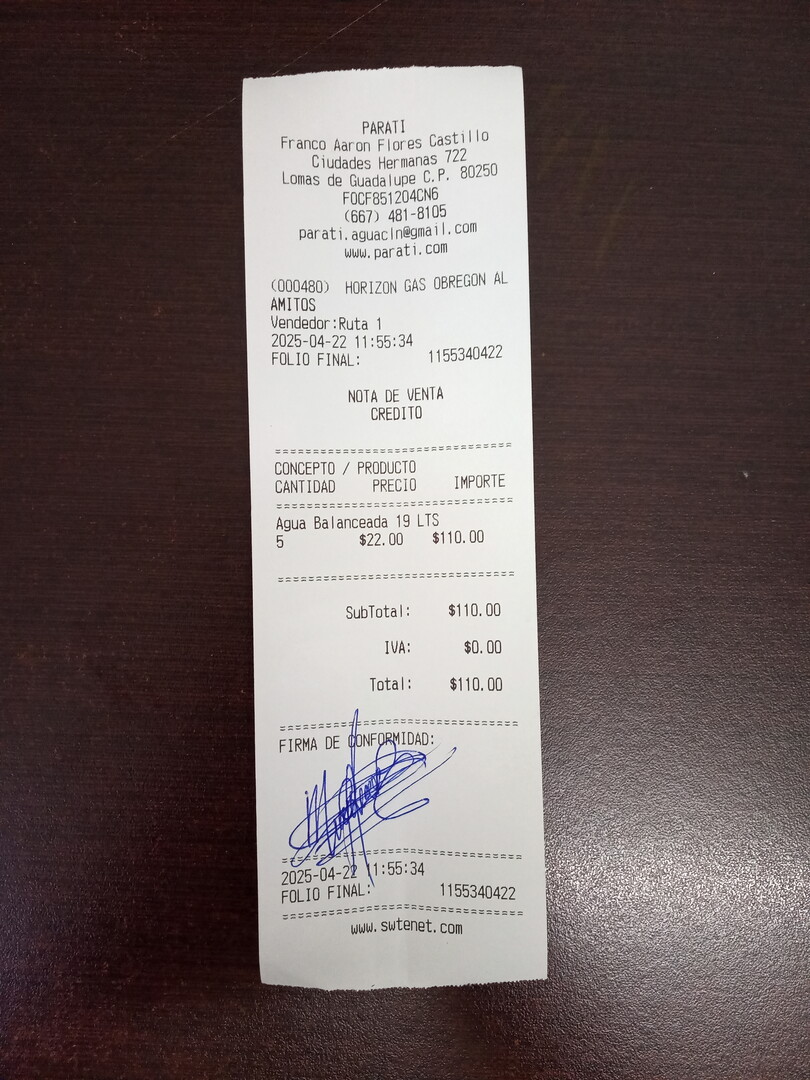 PARATI
Franco Aaron Flores Castillo
Ciudades Hermanas 722
Lomas de Guadalupe C.P. 80250
FOCF851204CN6
(667) 481-8105
parati.aguacln@gmail.com
www.parati.com
(000480) HORIZON GAS OBREGON AL
AMITOS
Vendedor:Ruta 1
2025-04-22 11:55:34
FOLIO FINAL: 1155340422
NOTA DE VENTA
CREDITO
===================================
CONCEPTO / PRODUCTO
CANTIDAD PRECIO IMPORTE
===================================
Agua Balanceada 19 LTS
5 $22.00 $110.00
===================================
SubTotal: $110.00
IVA: $0.00
Total: $110.00
===================================
FIRMA DE CONFORMIDAD:
===================================
2025-04-22 11:55:34
FOLIO FINAL: 1155340422
===================================
www.swtenet.com